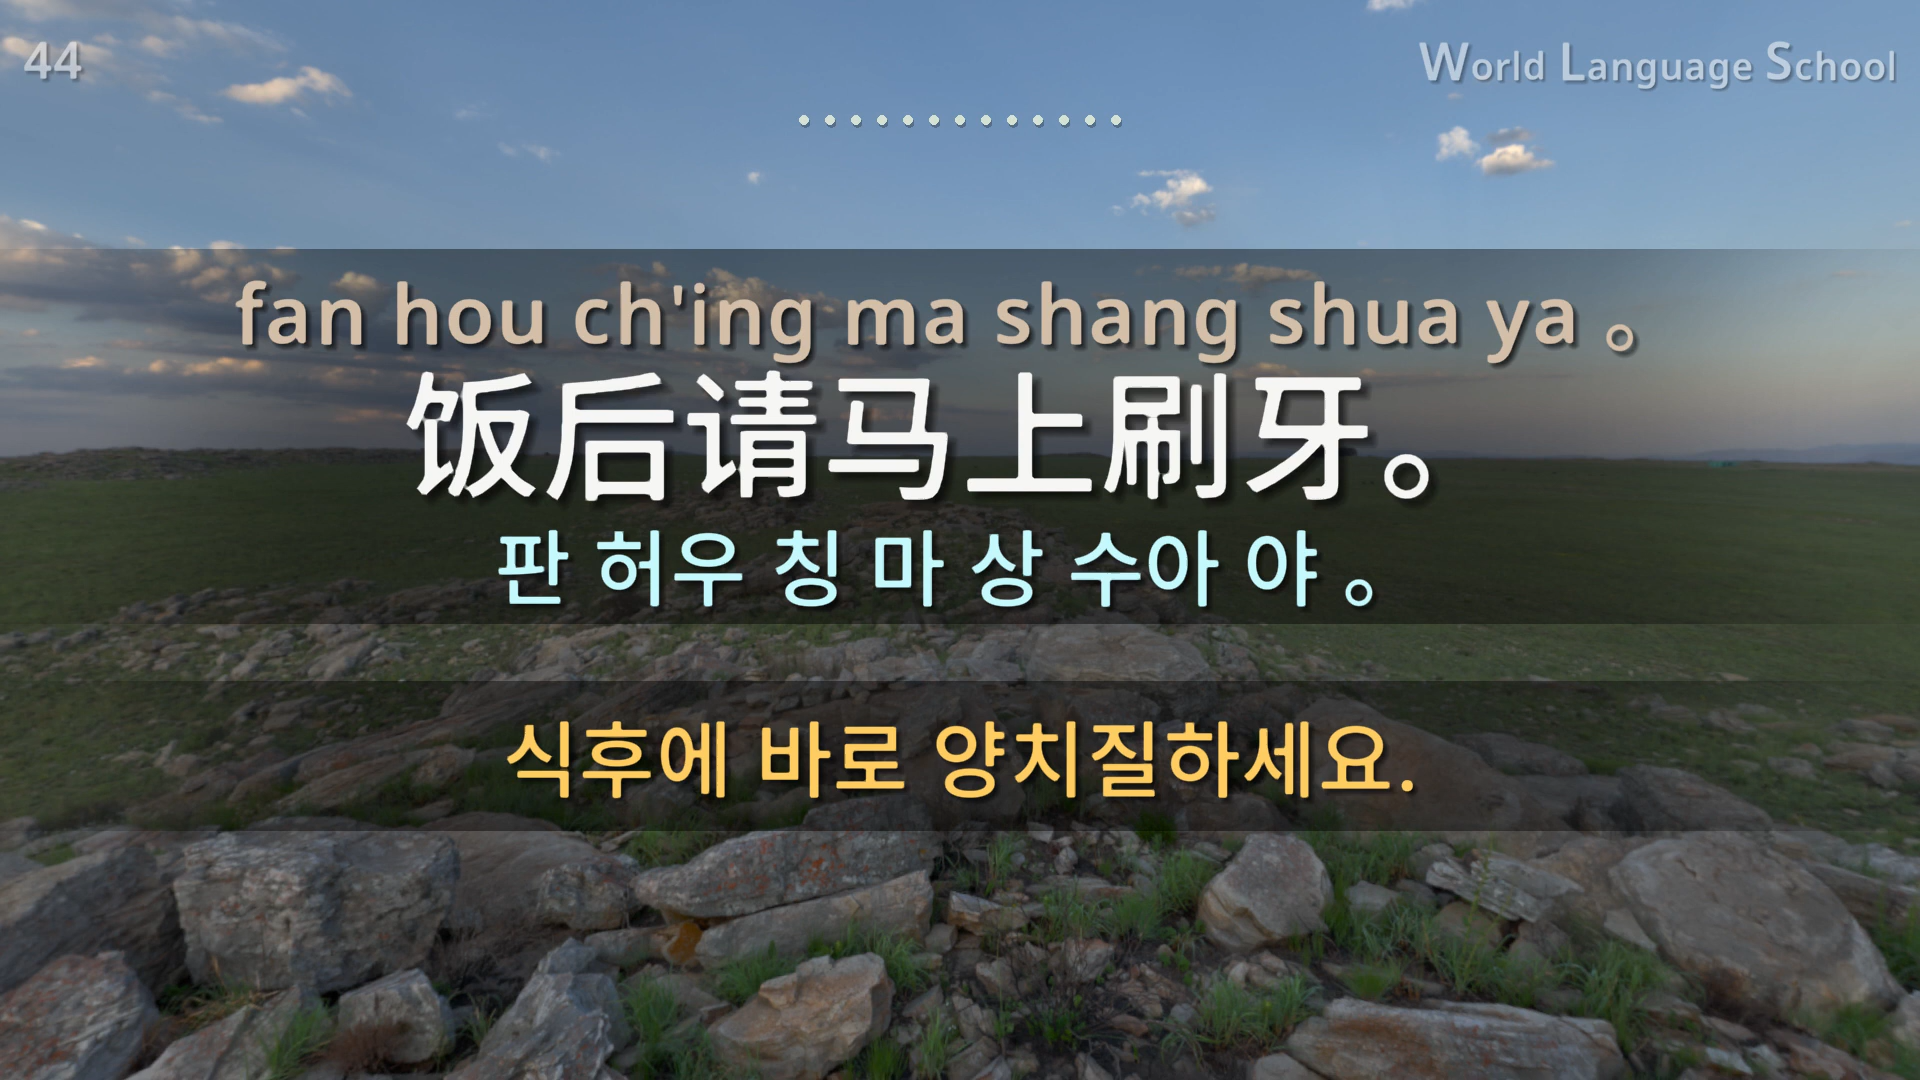 44
World Language School
fan hou ch'ing ma shang shua ya 。
饭后请马上刷牙。
판 허우 칭 마 상 수아 야 。
식후에 바로 양치질하세요.